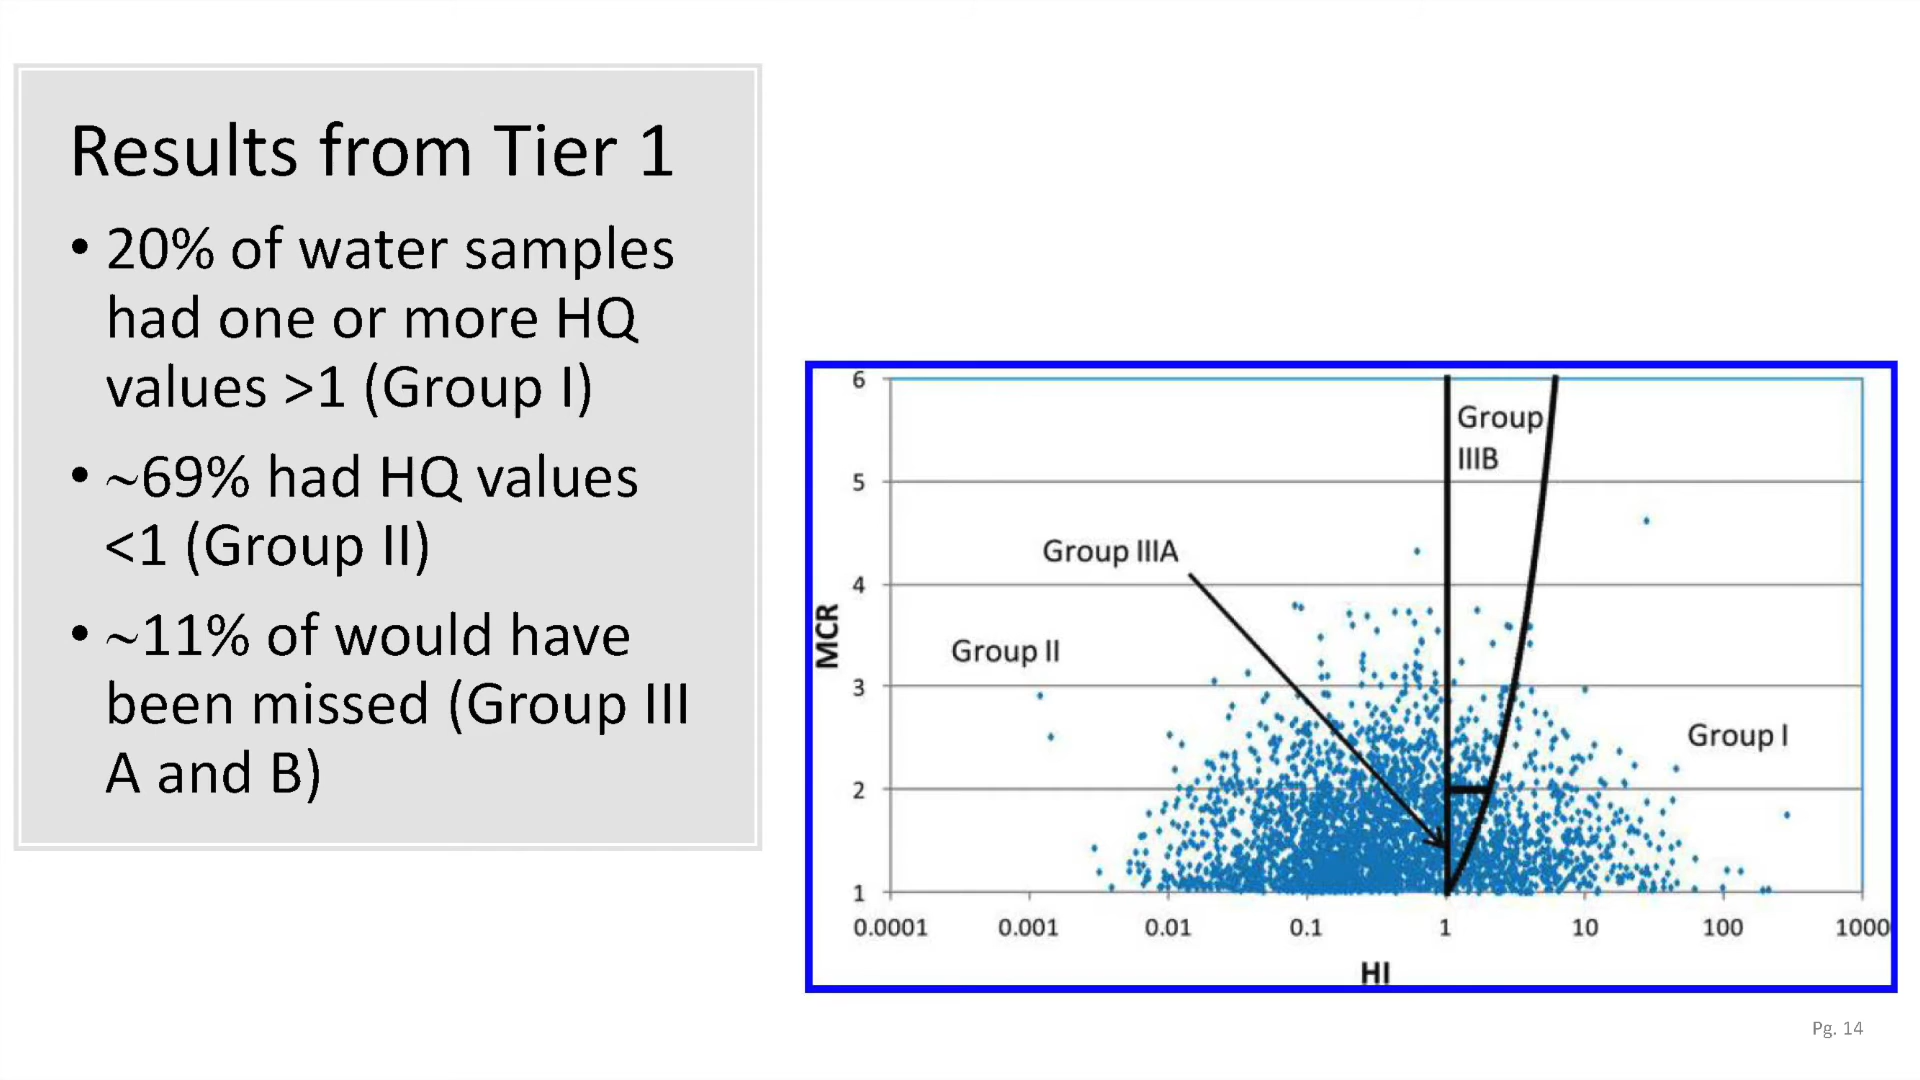 Results from Tier 1
• 20% of water samples
had one or more HQ
values >1 (Group I)
• ~69% had HQ values
<1 (Group II)
• ~11% of would have
been missed (Group III
A and B)
6
5
4
3
2
1
MCR
Group
IIIB
Group IIIA
Group II
Group I
0.0001 0.001 0.01 0.1 1 10 100 1000
HI
Pg. 14